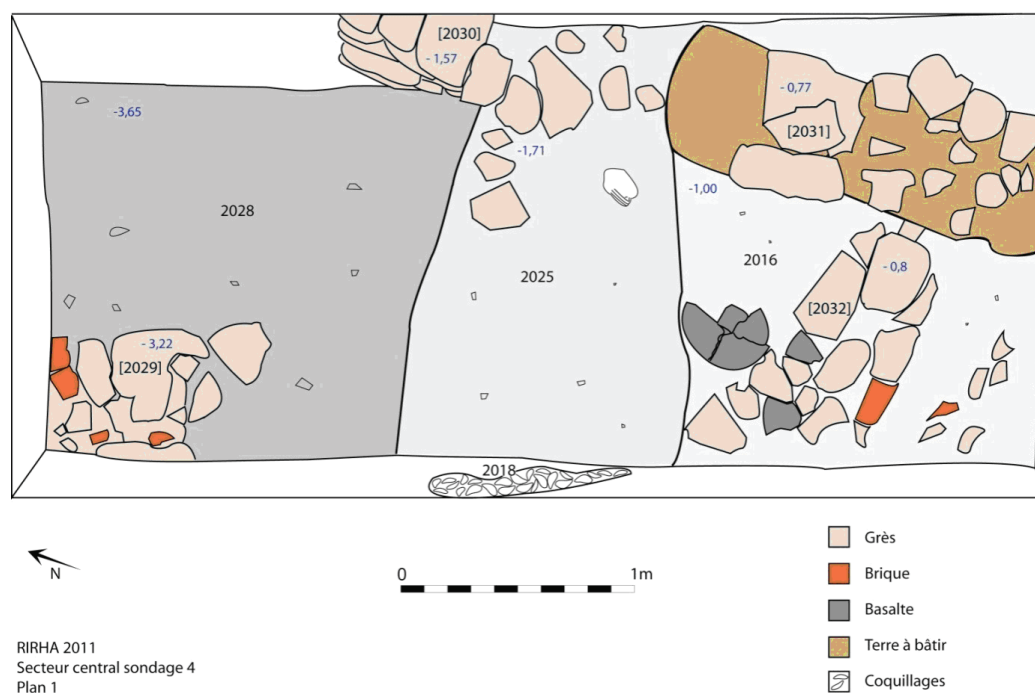 [2030]
- 1,57
- 0,77
-3,65
[2031]
-1,71
-1,00
2028
2016
- 0,8
2025
[2032]
- 3,22
[2029]
2018
Grès
N
0 1m
Brique
Basalte
RIRHA 2011
Terre à bâtir
Secteur central sondage 4
Plan 1
Coquillages